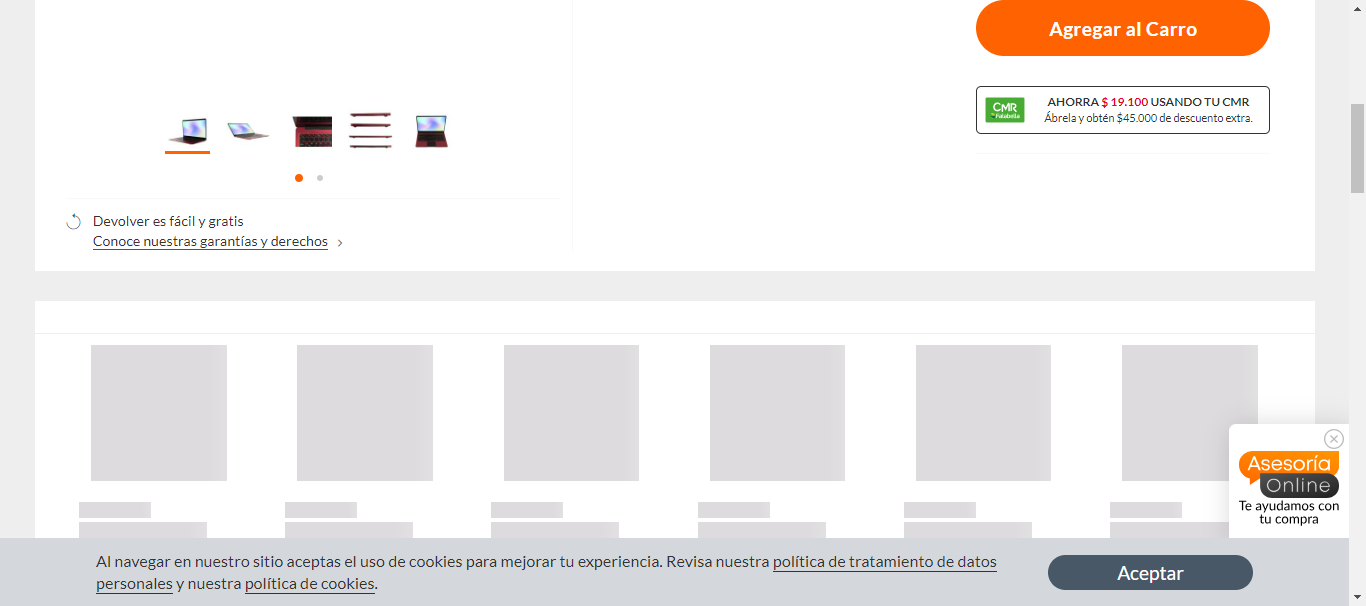 Agregar al Carro
CMR
Falabella
AHORRA $ 19.100 USANDO TU CMR
Ábrela y obtén $45.000 de descuento extra.
Devolver es fácil y gratis
Conoce nuestras garantías y derechos
Asesoría
Online
Te ayudamos con
tu compra
Al navegar en nuestro sitio aceptas el uso de cookies para mejorar tu experiencia. Revisa nuestra política de tratamiento de datos
personales y nuestra política de cookies.
Aceptar